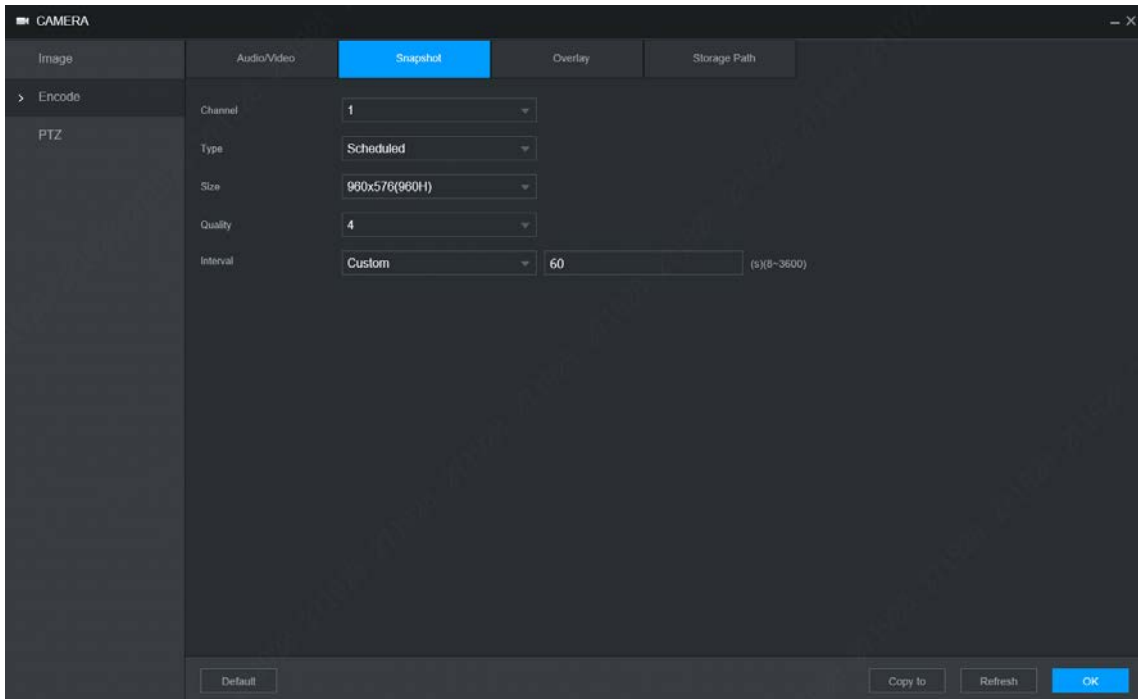 CAMERA
Image
Encode
PTZ
Audio/Video
Snapshot
Overlay
Storage Path
Channel 1
Type Scheduled
Size 960x576(960H)
Quality 4
Interval Custom 60 (s)(8~3600)
Default
Copy to
Refresh
OK